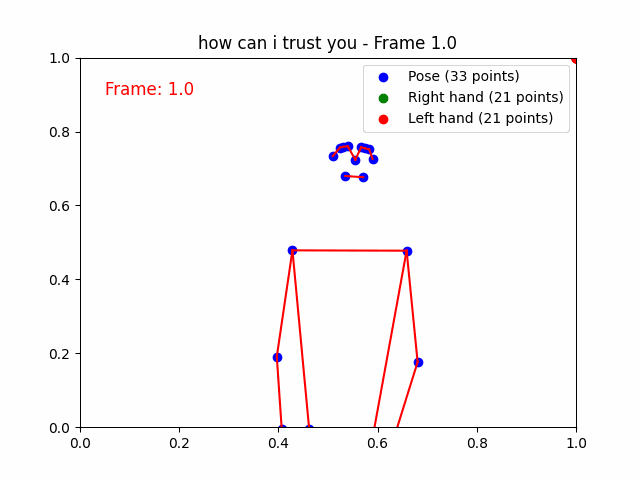 how can i trust you - Frame 1.0
Frame: 1.0
Pose (33 points)
Right hand (21 points)
Left hand (21 points)
1.0
0.8
0.6
0.4
0.2
0.0
0.0 0.2 0.4 0.6 0.8 1.0